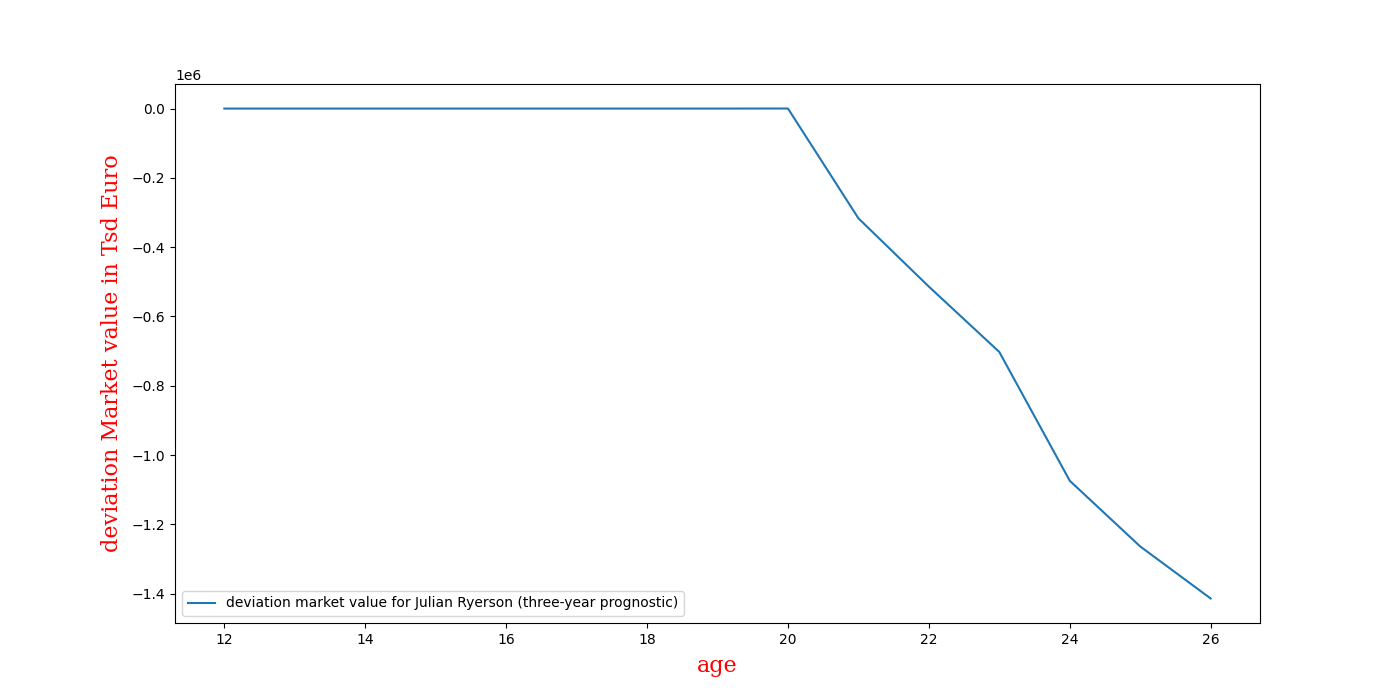 1e6
0.0
−0.2
−0.4
−0.6
−0.8
−1.0
−1.2
−1.4
deviation Market value in Tsd Euro
deviation market value for Julian Ryerson (three-year prognostic)
12 14 16 18 20 22 24 26
age